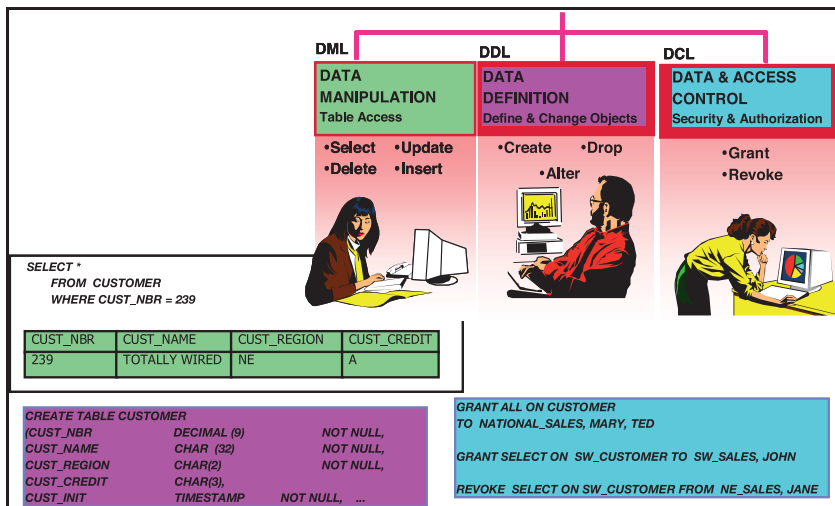 DML
DATA
MANIPULATION
Table Access
•Select •Update
•Delete •Insert
DDL
DATA
DEFINITION
Define & Change Objects
•Create •Drop
•Alter
DCL
DATA & ACCESS
CONTROL
Security & Authorization
•Grant
•Revoke
SELECT *
FROM CUSTOMER
WHERE CUST_NBR = 239
CUST_NBR CUST_NAME CUST_REGION CUST_CREDIT
239 TOTALLY WIRED NE A
CREATE TABLE CUSTOMER
(CUST_NBR DECIMAL (9) NOT NULL,
CUST_NAME CHAR (32) NOT NULL,
CUST_REGION CHAR(2) NOT NULL,
CUST_CREDIT CHAR(3),
CUST_INIT TIMESTAMP NOT NULL, ...
GRANT ALL ON CUSTOMER
TO NATIONAL_SALES, MARY, TED
GRANT SELECT ON SW_CUSTOMER TO SW_SALES, JOHN
REVOKE SELECT ON SW_CUSTOMER FROM NE_SALES, JANE